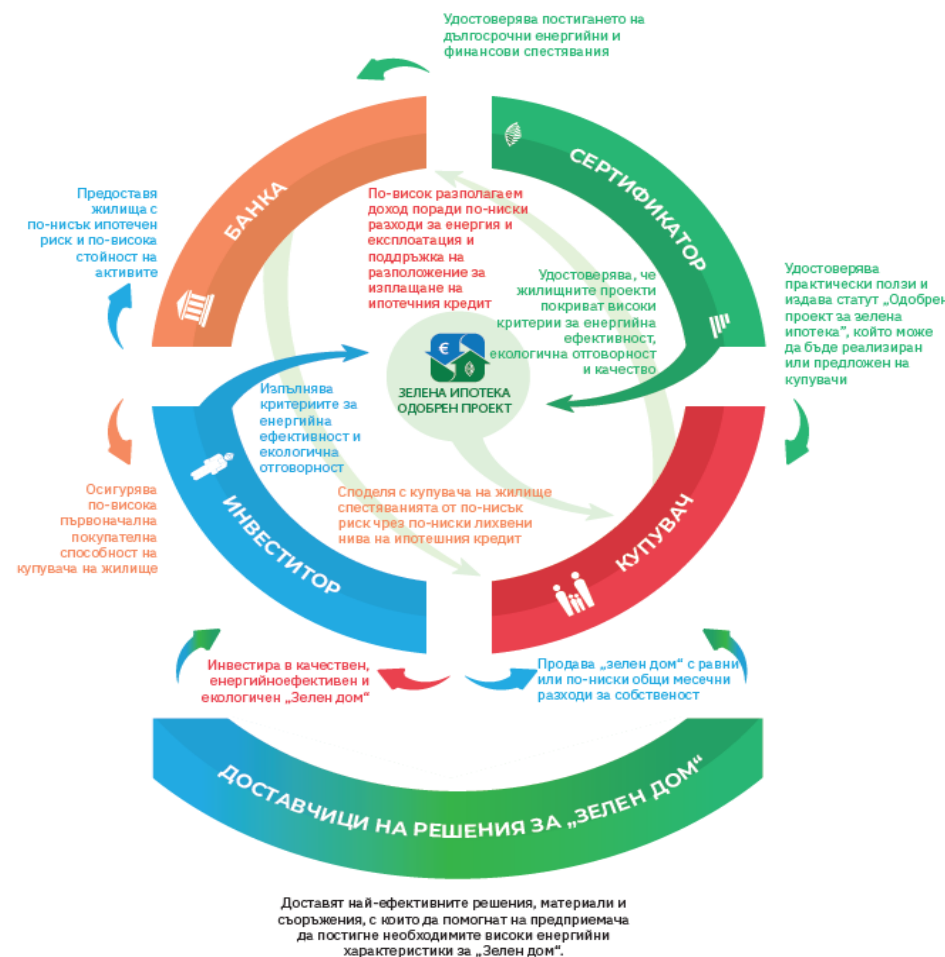 Удостоверява постигането на
дългосрочни енергийни и
финансови спестявания
БАНКА
СЕРТИФИКАТОР
Предоставя
жилища с
по-нисък ипотечен
риск и по-висока
стойност на
активите
По-висок разполагаем
доход поради по-ниски
разходи за енергия и
експлоатация и
поддръжка на
разположение за
изплащане на
ипотечния кредит
Удостоверява, че
жилищните проекти
покриват високи
критерии за енергийна
ефективност,
екологична отговорност
и качество
Удостоверява
практически ползи и
издава статут „Одобрен
проект за зелена
ипотека“, който може
да бъде реализиран
или предложен на
купувачи
€
ЗЕЛЕНА ИПОТЕКА
ОДОБРЕН ПРОЕКТ
Изпълнява
критериите за
енергийна
ефективност и
екологична
отговорност
Осигурява
по-висока
първоначална
покупателна
способност на
купувача на жилище
ИНВЕСТИТОР
Споделя с купувача на жилище
спестяванията от по-нисък
риск чрез по-ниски лихвени
нива на ипотешния кредит
КУПУВАЧ
Инвестира в качествен,
енергийноефективен и
екологичен „Зелен дом“
Продава „зелен дом“ с равни
или по-ниски общи месечни
разходи за собственост
ДОСТАВЧИЦИ НА РЕШЕНИЯ ЗА „ЗЕЛЕН ДОМ“
Доставят най-ефективните решения, материали и
съоръжения, с които да помогнат на предприемача
да постигне необходимите високи енергийни
характеристики за „Зелен дом“.